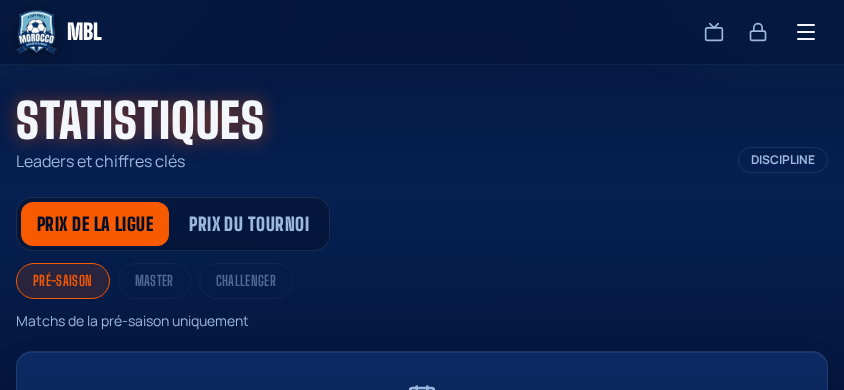 MOROCCO
MBL
STATISTIQUES
Leaders et chiffres clés
DISCIPLINE
PRIX DE LA LIGUE
PRIX DU TOURNOI
PRÉ-SAISON
MASTER
CHALLENGER
Matchs de la pré-saison uniquement